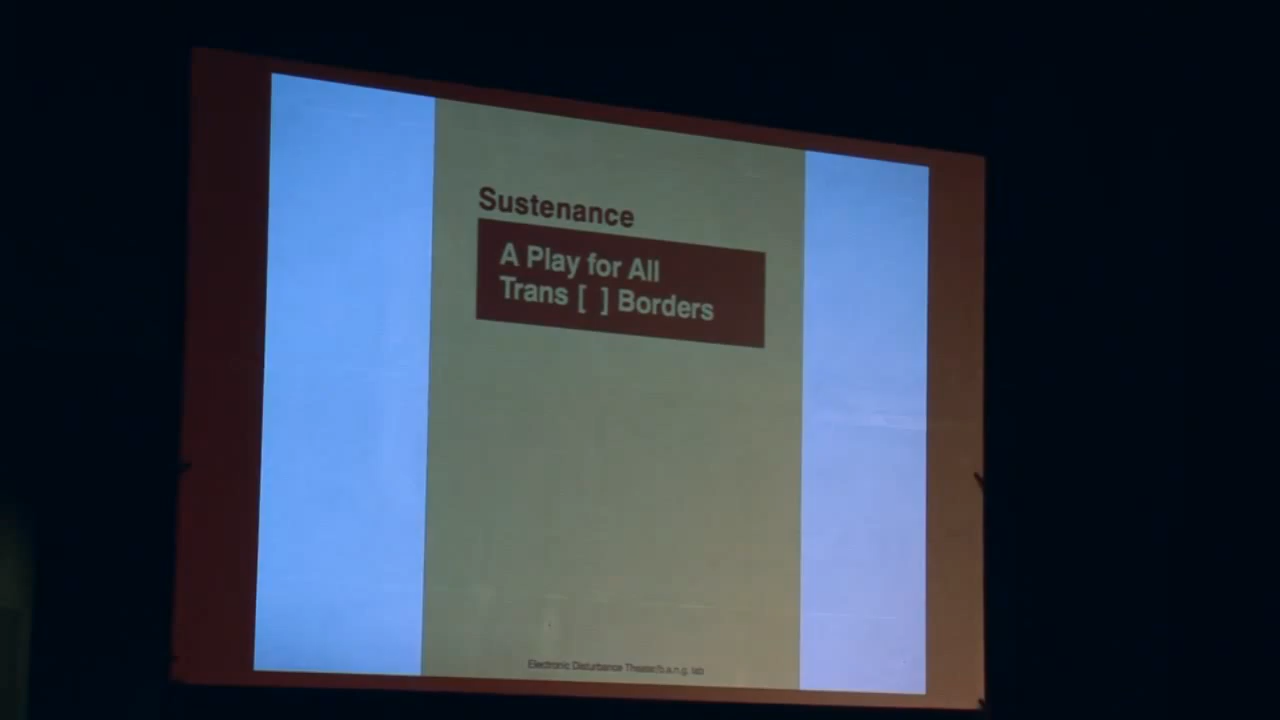 Sustenance
A Play for All
Trans [ ] Borders
Electronic Disturbance Theater/b.a.n.g. lab